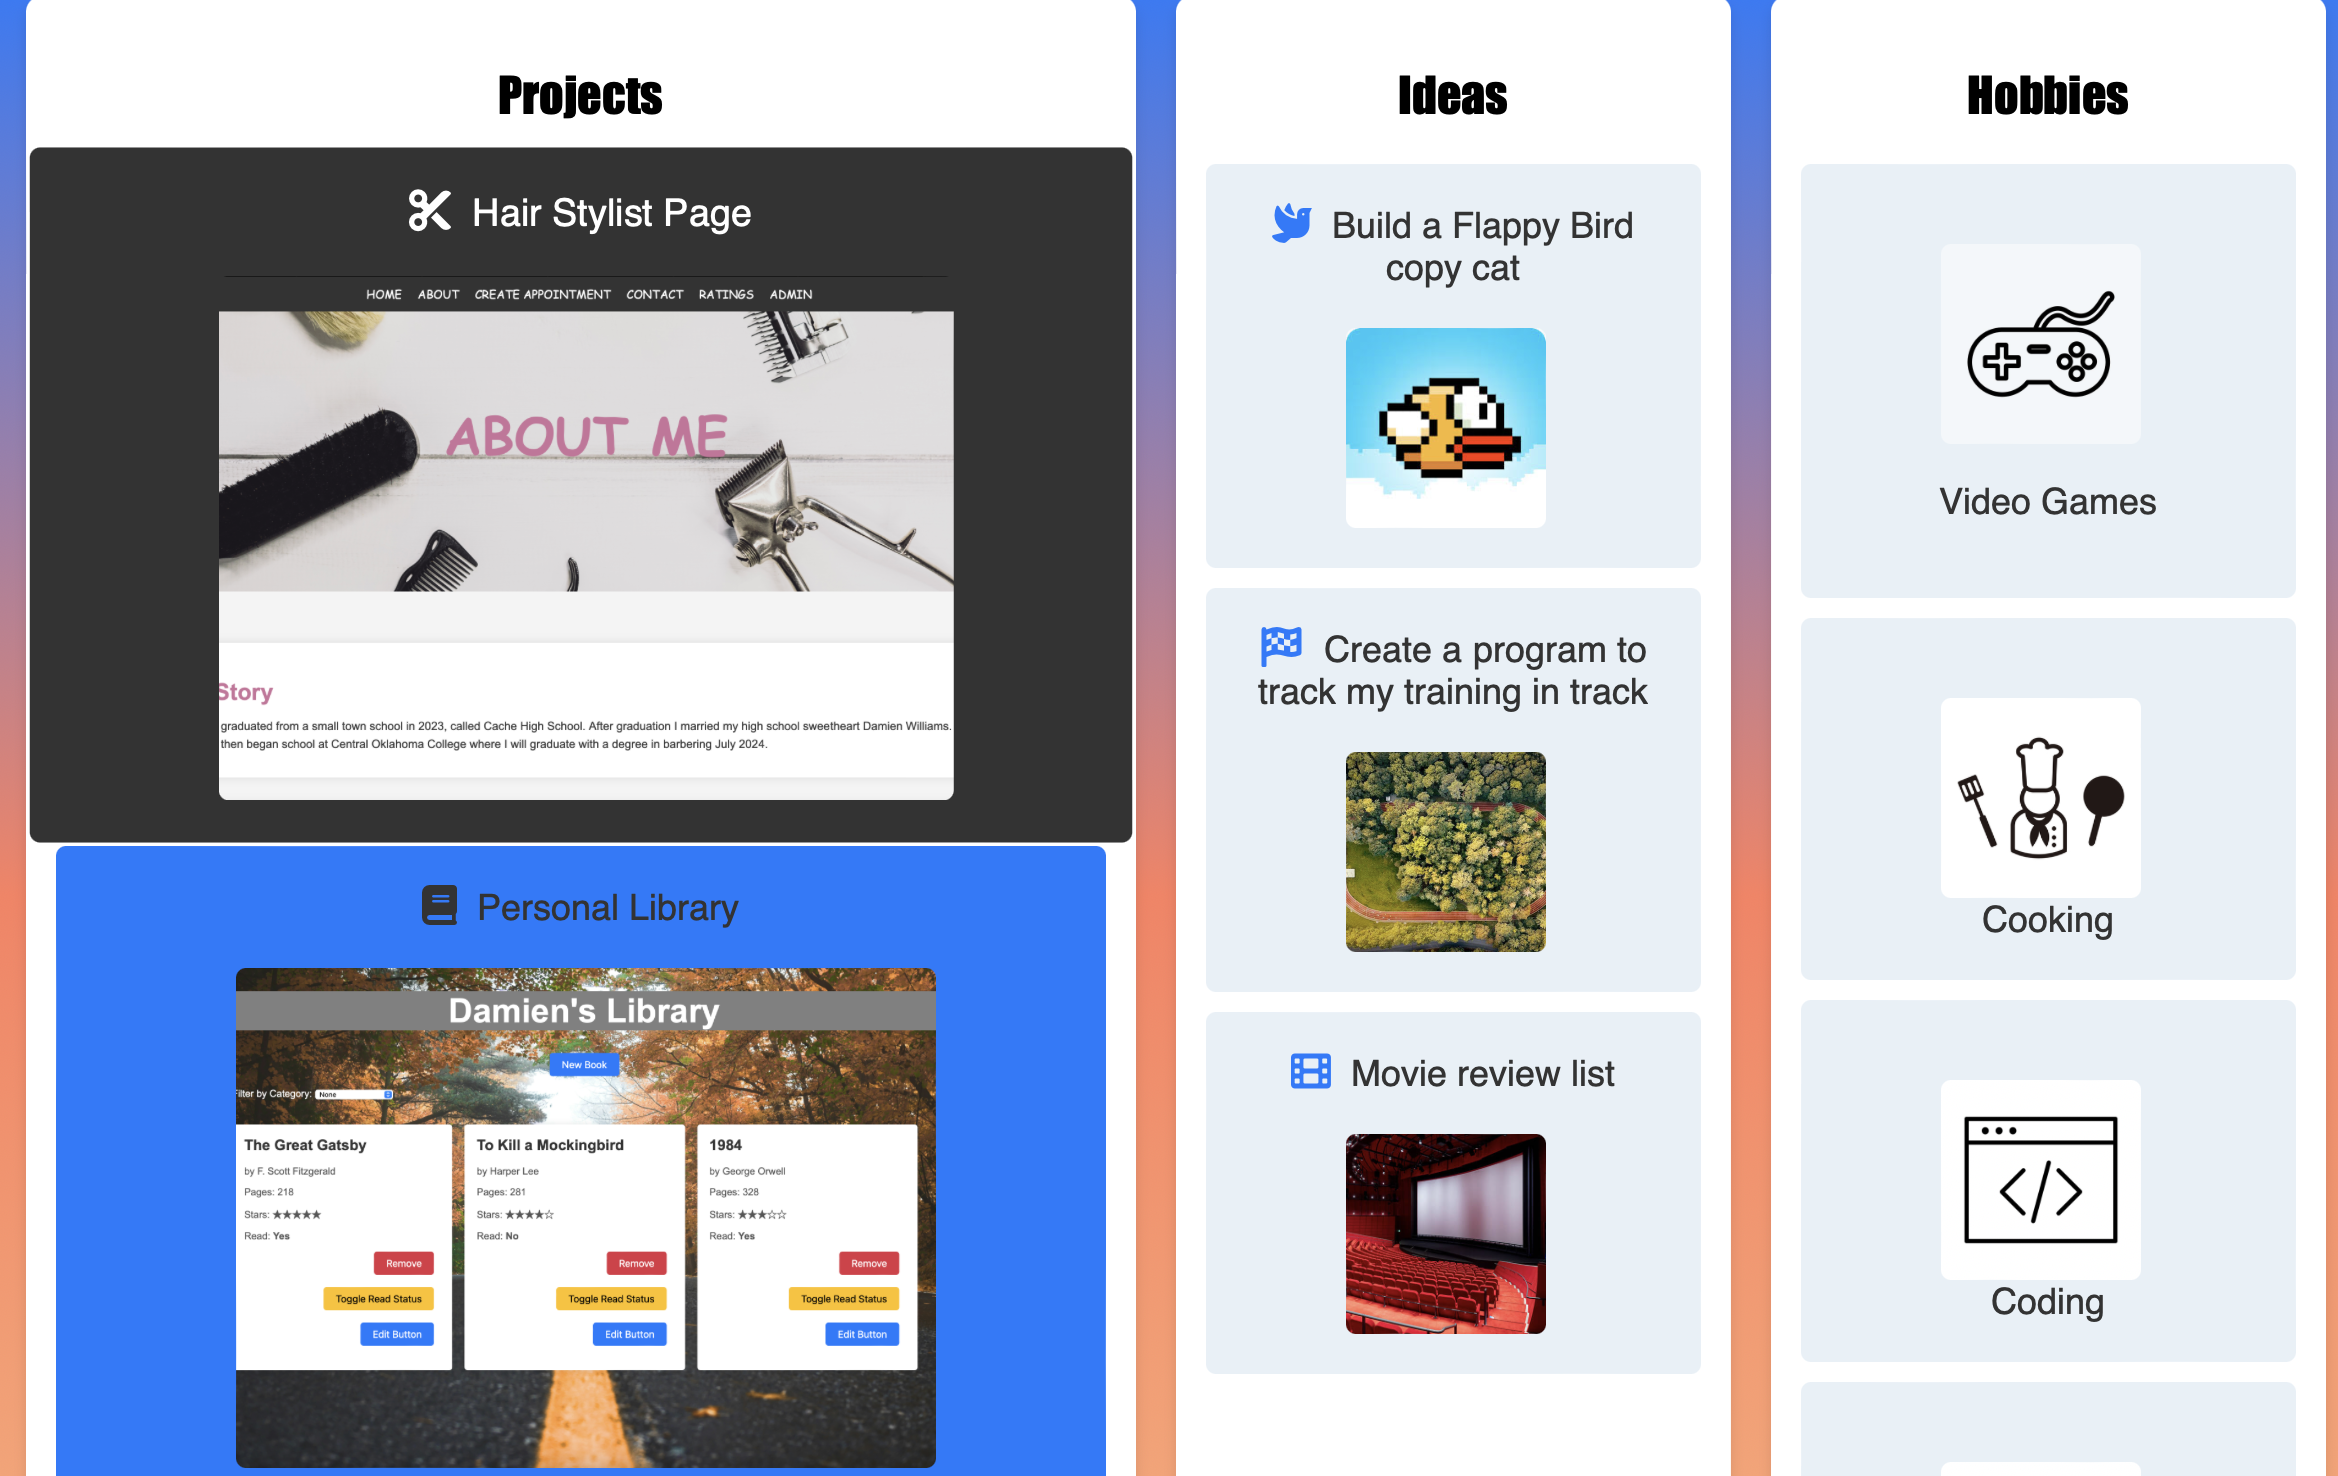 Projects
Hair Stylist Page
HOME ABOUT CREATE APPOINTMENT CONTACT RATINGS ADMIN
ABOUT ME
Story
graduated from a small town school in 2023, called Cache High School. After graduation I married my high school sweetheart Damien Williams.
then began school at Central Oklahoma College where I will graduate with a degree in barbering July 2024.
Personal Library
Damien's Library
New Book
ilter by Category: None
The Great Gatsby
by F. Scott Fitzgerald
Pages: 218
Stars: ★★★★★
Read: Yes
Remove
Toggle Read Status
Edit Button
To Kill a Mockingbird
by Harper Lee
Pages: 281
Stars: ★★★★☆
Read: No
Remove
Toggle Read Status
Edit Button
1984
by George Orwell
Pages: 328
Stars: ★★★☆☆
Read: Yes
Remove
Toggle Read Status
Edit Button
Ideas
Build a Flappy Bird
copy cat
Create a program to
track my training in track
Movie review list
Hobbies
Video Games
Cooking
Coding